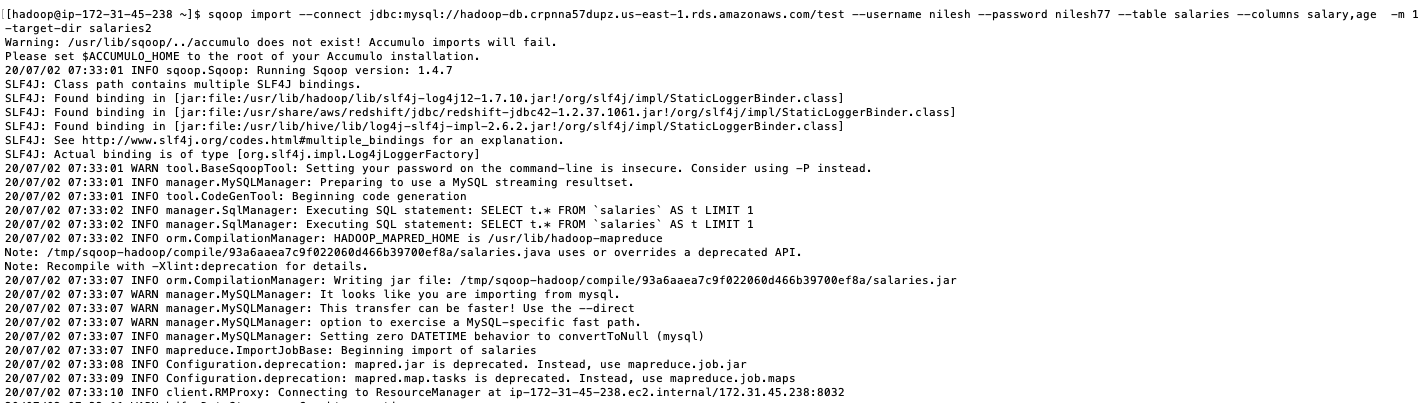 [hadoop@ip-172-31-45-238 ~]$ sqoop import --connect jdbc:mysql://hadoop-db.crpnna57dupz.us-east-1.rds.amazonaws.com/test --username nilesh --password nilesh77 --table salaries --columns salary,age  -m 1
-target-dir salaries2
Warning: /usr/lib/sqoop/../accumulo does not exist! Accumulo imports will fail.
Please set $ACCUMULO_HOME to the root of your Accumulo installation.
20/07/02 07:33:01 INFO sqoop.Sqoop: Running Sqoop version: 1.4.7
SLF4J: Class path contains multiple SLF4J bindings.
SLF4J: Found binding in [jar:file:/usr/lib/hadoop/lib/slf4j-log4j12-1.7.10.jar!/org/slf4j/impl/StaticLoggerBinder.class]
SLF4J: Found binding in [jar:file:/usr/share/aws/redshift/jdbc/redshift-jdbc42-1.2.37.1061.jar!/org/slf4j/impl/StaticLoggerBinder.class]
SLF4J: Found binding in [jar:file:/usr/lib/hive/lib/log4j-slf4j-impl-2.6.2.jar!/org/slf4j/impl/StaticLoggerBinder.class]
SLF4J: See http://www.slf4j.org/codes.html#multiple_bindings for an explanation.
SLF4J: Actual binding is of type [org.slf4j.impl.Log4jLoggerFactory]
20/07/02 07:33:01 WARN tool.BaseSqoopTool: Setting your password on the command-line is insecure. Consider using -P instead.
20/07/02 07:33:01 INFO manager.MySQLManager: Preparing to use a MySQL streaming resultset.
20/07/02 07:33:01 INFO tool.CodeGenTool: Beginning code generation
20/07/02 07:33:02 INFO manager.SqlManager: Executing SQL statement: SELECT t.* FROM `salaries` AS t LIMIT 1
20/07/02 07:33:02 INFO manager.SqlManager: Executing SQL statement: SELECT t.* FROM `salaries` AS t LIMIT 1
20/07/02 07:33:02 INFO orm.CompilationManager: HADOOP_MAPRED_HOME is /usr/lib/hadoop-mapreduce
Note: /tmp/sqoop-hadoop/compile/93a6aaea7c9f022060d466b39700ef8a/salaries.java uses or overrides a deprecated API.
Note: Recompile with -Xlint:deprecation for details.
20/07/02 07:33:07 INFO orm.CompilationManager: Writing jar file: /tmp/sqoop-hadoop/compile/93a6aaea7c9f022060d466b39700ef8a/salaries.jar
20/07/02 07:33:07 WARN manager.MySQLManager: It looks like you are importing from mysql.
20/07/02 07:33:07 WARN manager.MySQLManager: This transfer can be faster! Use the --direct
20/07/02 07:33:07 WARN manager.MySQLManager: option to exercise a MySQL-specific fast path.
20/07/02 07:33:07 INFO manager.MySQLManager: Setting zero DATETIME behavior to convertToNull (mysql)
20/07/02 07:33:07 INFO mapreduce.ImportJobBase: Beginning import of salaries
20/07/02 07:33:08 INFO Configuration.deprecation: mapred.jar is deprecated. Instead, use mapreduce.job.jar
20/07/02 07:33:09 INFO Configuration.deprecation: mapred.map.tasks is deprecated. Instead, use mapreduce.job.maps
20/07/02 07:33:10 INFO client.RMProxy: Connecting to ResourceManager at ip-172-31-45-238.ec2.internal/172.31.45.238:8032